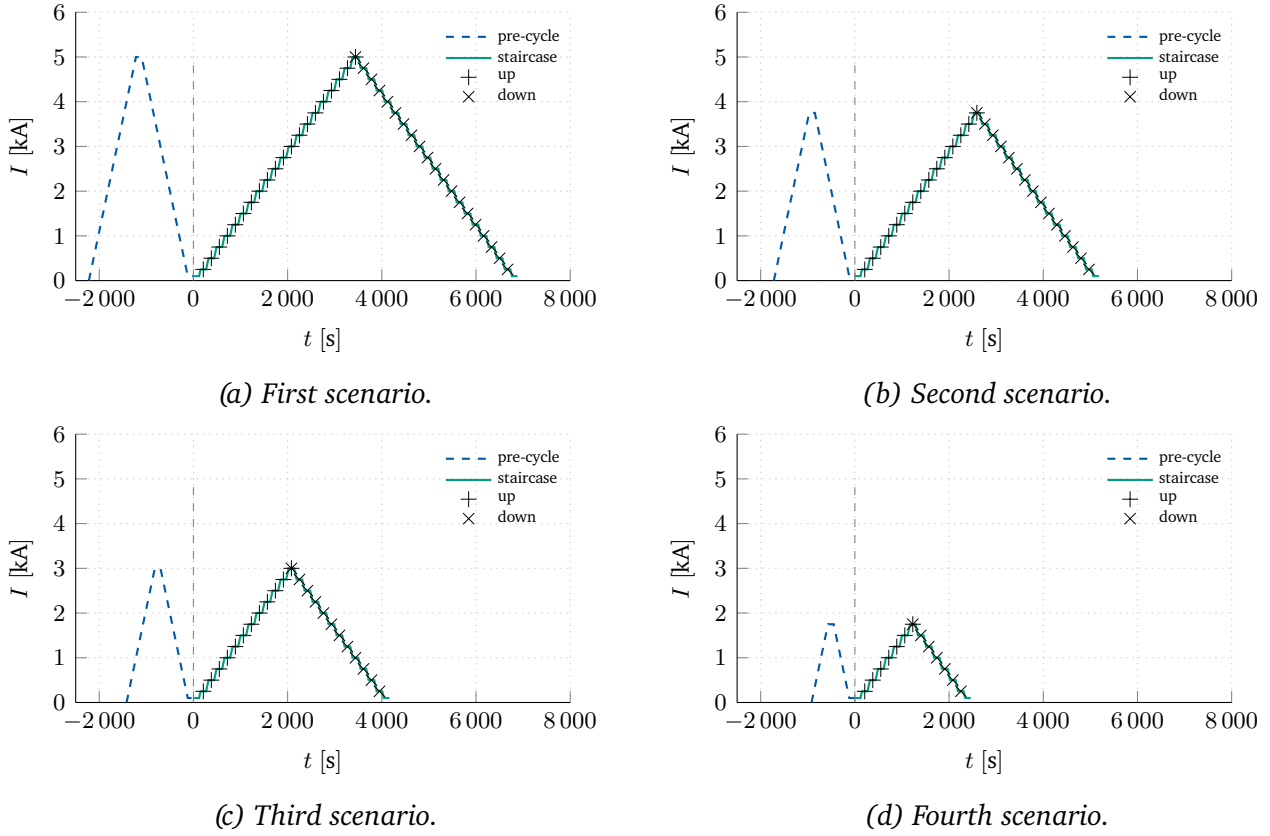 6
5
4
3
2
1
0
I [kA]
−2 000 0 2 000 4 000 6 000 8 000
t [s]
pre-cycle
staircase
up
down
(a) First scenario.
6
5
4
3
2
1
0
I [kA]
−2 000 0 2 000 4 000 6 000 8 000
t [s]
pre-cycle
staircase
up
down
(b) Second scenario.
6
5
4
3
2
1
0
I [kA]
−2 000 0 2 000 4 000 6 000 8 000
t [s]
pre-cycle
staircase
up
down
(c) Third scenario.
6
5
4
3
2
1
0
I [kA]
−2 000 0 2 000 4 000 6 000 8 000
t [s]
pre-cycle
staircase
up
down
(d) Fourth scenario.